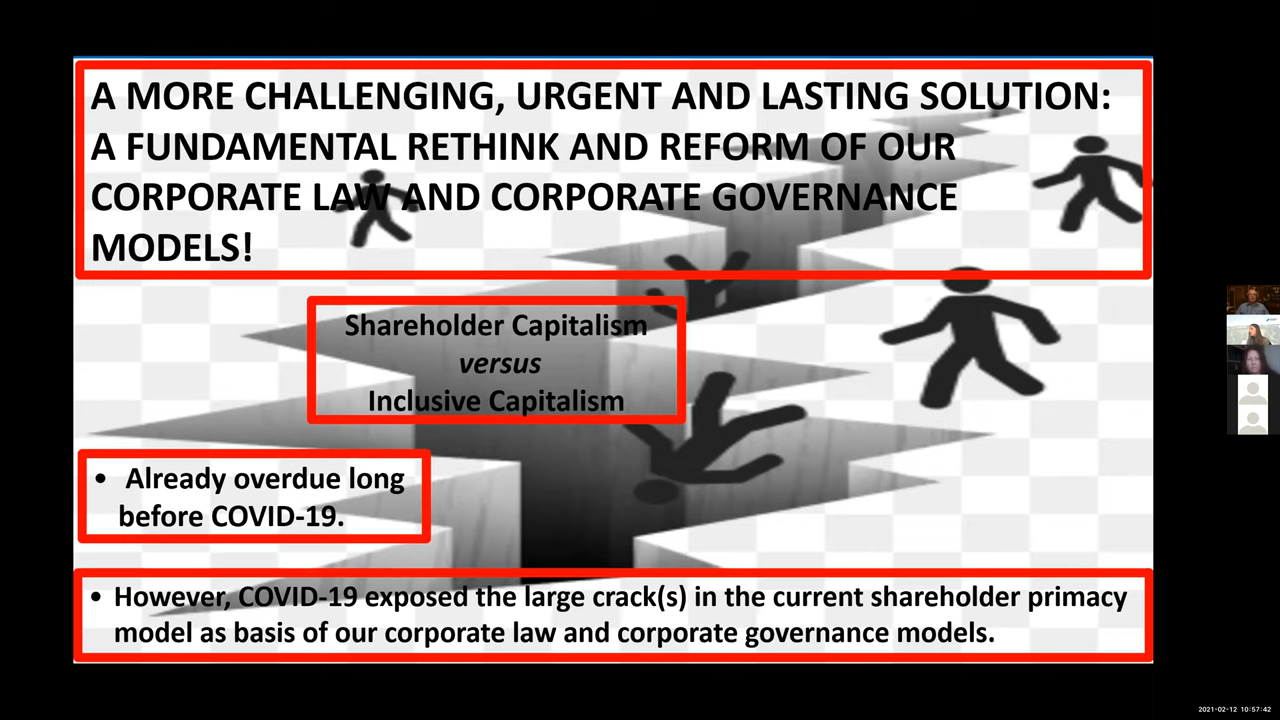 A MORE CHALLENGING, URGENT AND LASTING SOLUTION:
A FUNDAMENTAL RETHINK AND REFORM OF OUR
CORPORATE LAW AND CORPORATE GOVERNANCE
MODELS!
Shareholder Capitalism
versus
Inclusive Capitalism
• Already overdue long
before COVID-19.
• However, COVID-19 exposed the large crack(s) in the current shareholder primacy
model as basis of our corporate law and corporate governance models.
2021-02-12 10:57:42